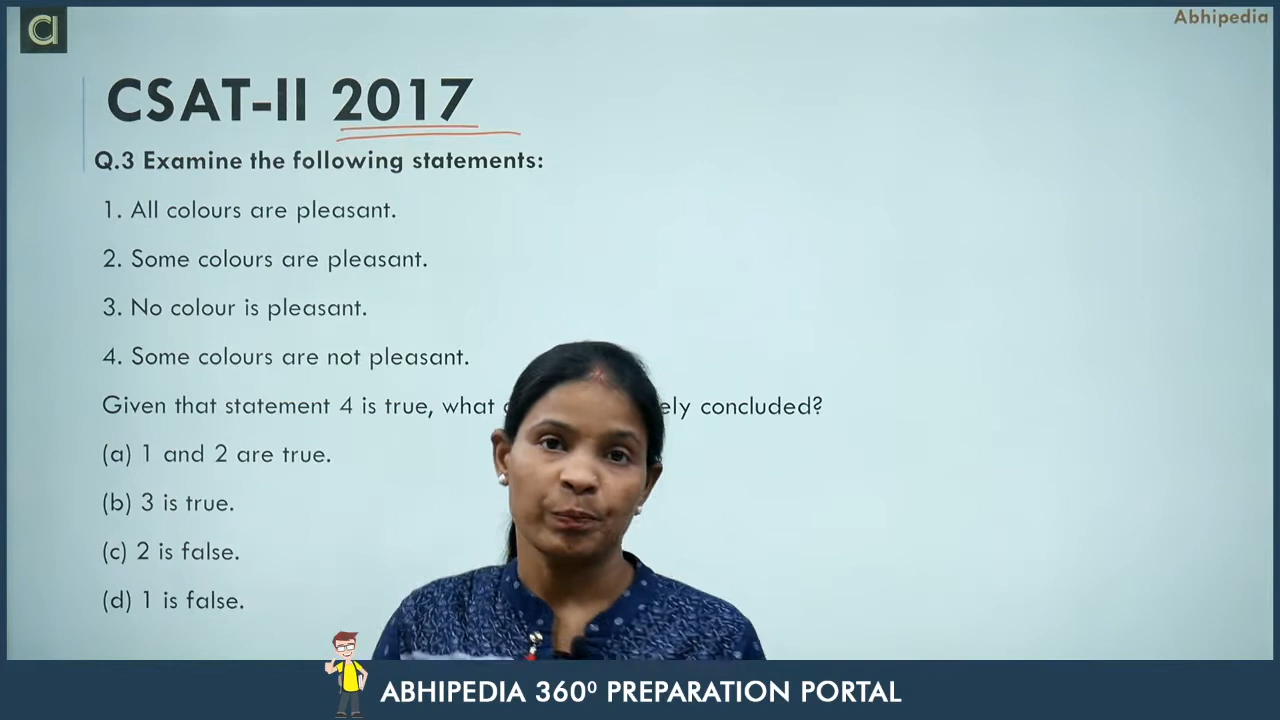 Abhipedia
CSAT-II 2017
Q.3 Examine the following statements:
1. All colours are pleasant.
2. Some colours are pleasant.
3. No colour is pleasant.
4. Some colours are not pleasant.
Given that statement 4 is true, what concluded?
(a) 1 and 2 are true.
(b) 3 is true.
(c) 2 is false.
(d) 1 is false.
ABHIPEDIA 360⁰ PREPARATION PORTAL